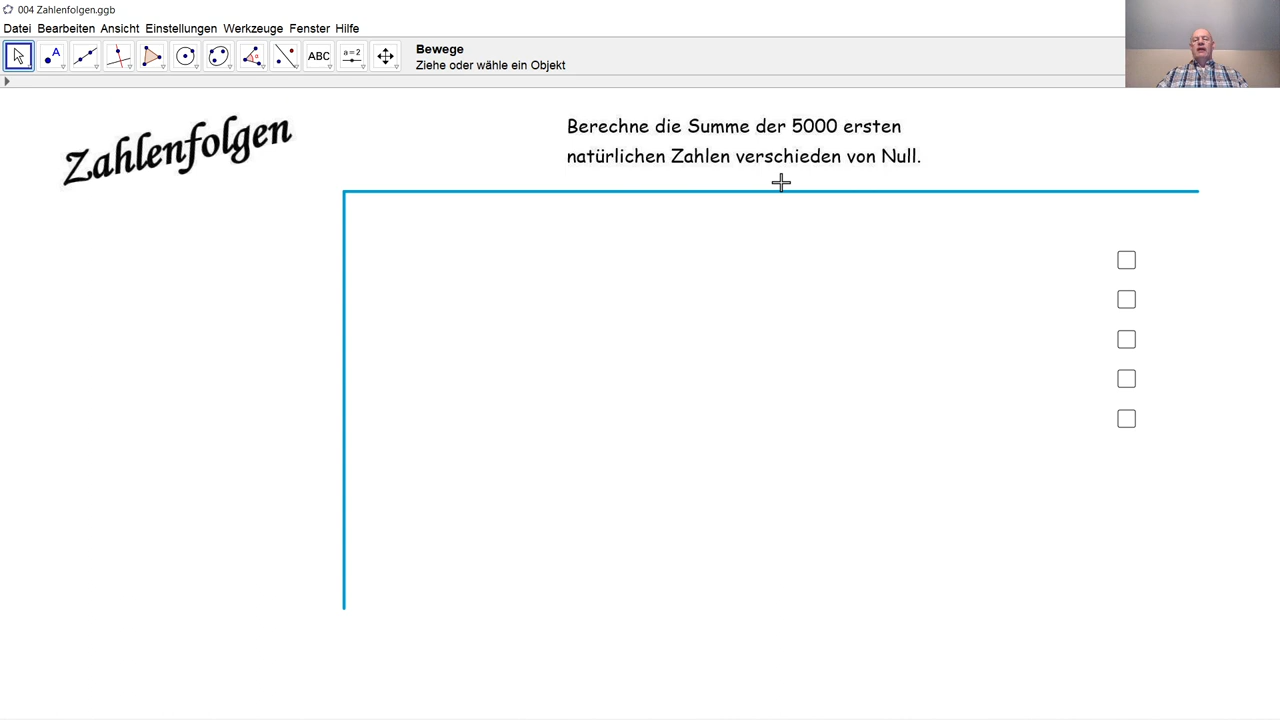 004 Zahlenfolgen.ggb
Datei Bearbeiten Ansicht Einstellungen Werkzeuge Fenster Hilfe
A
ABC
a=2
Bewege
Ziehe oder wähle ein Objekt
Zahlenfolgen
Berechne die Summe der 5000 ersten
natürlichen Zahlen verschieden von Null.